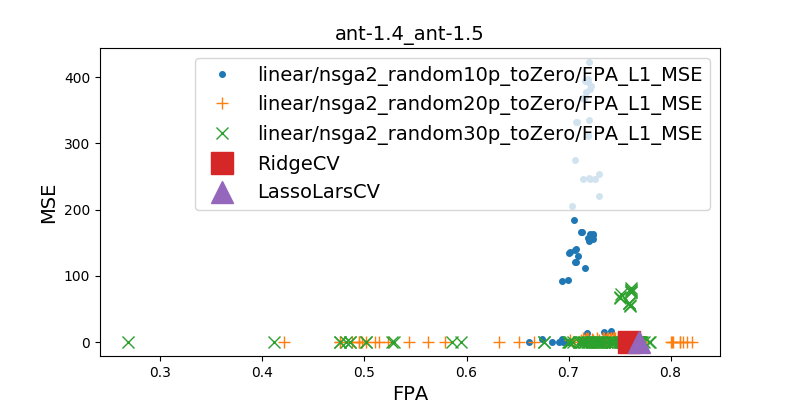 ant-1.4_ant-1.5
linear/nsga2_random10p_toZero/FPA_L1_MSE
linear/nsga2_random20p_toZero/FPA_L1_MSE
linear/nsga2_random30p_toZero/FPA_L1_MSE
RidgeCV
LassoLarsCV
MSE
400
300
200
100
0
0.3 0.4 0.5 0.6 0.7 0.8
FPA